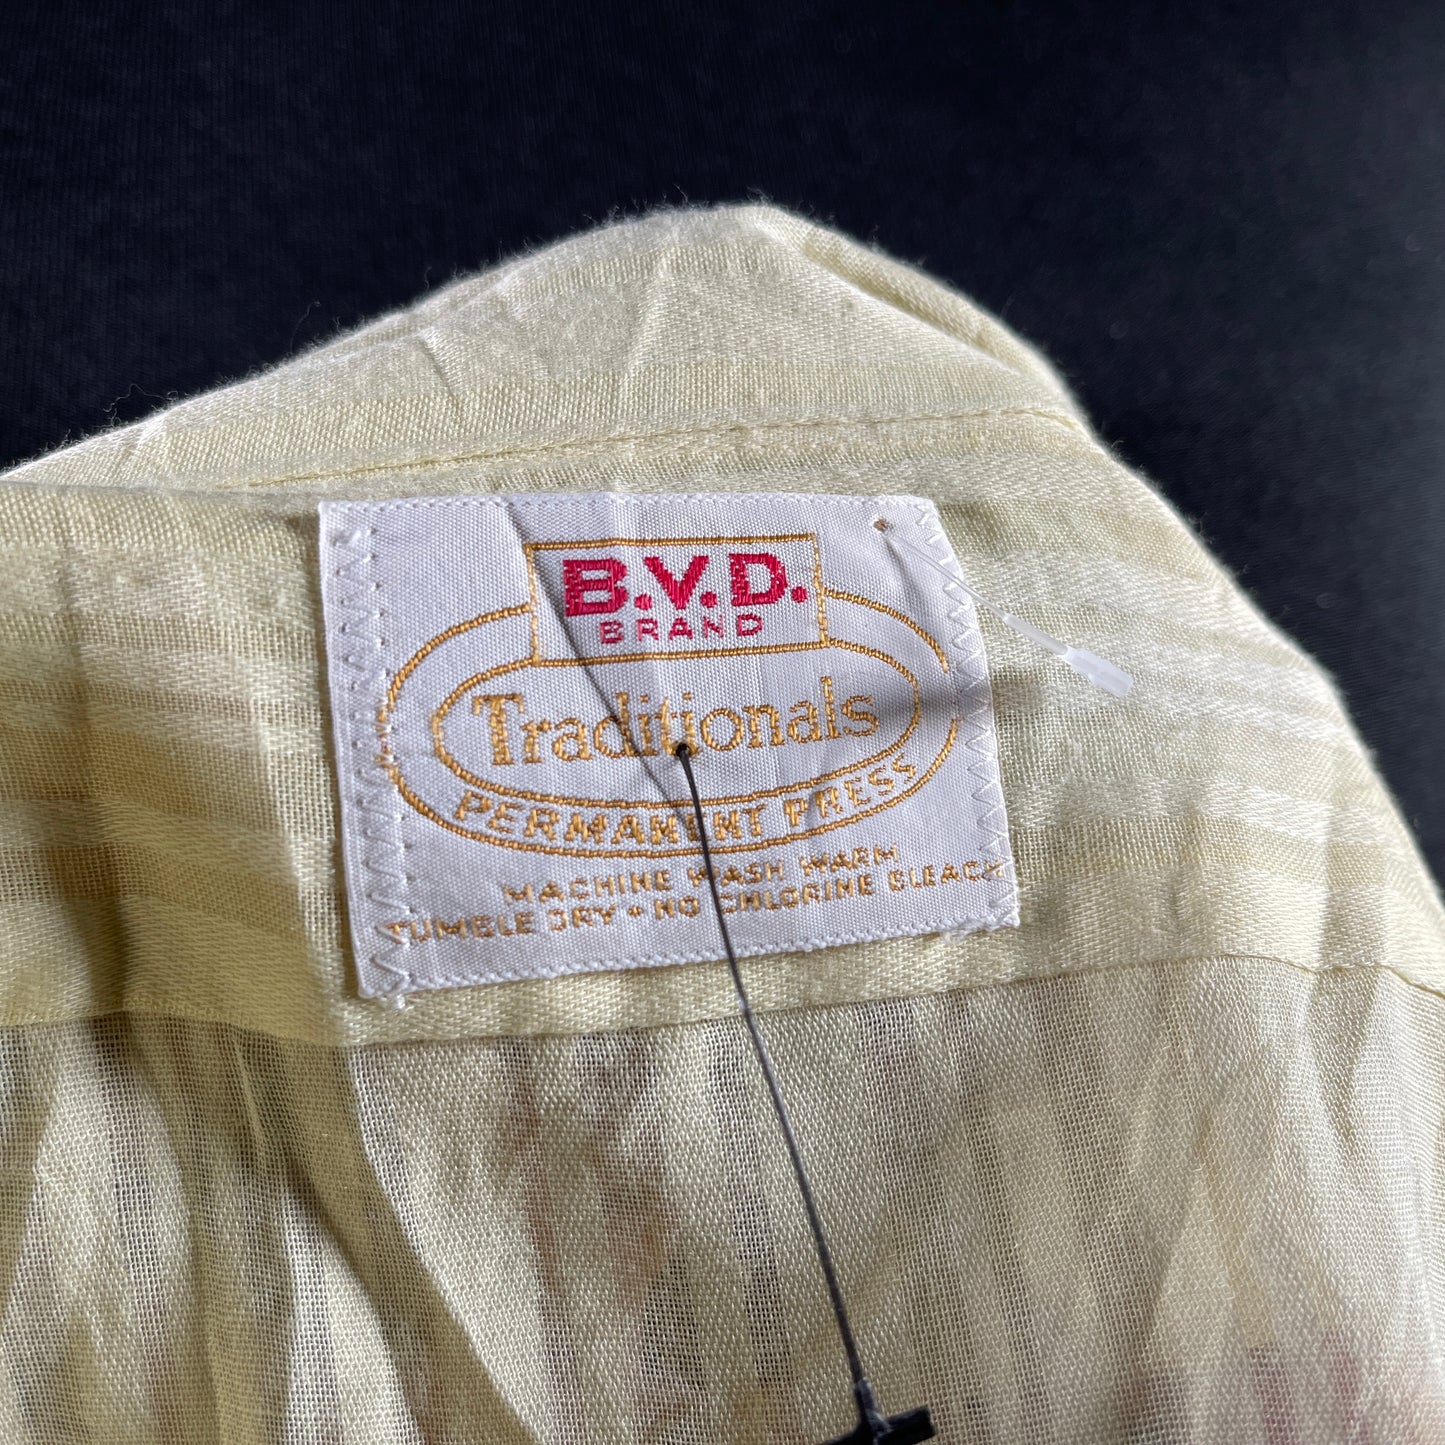 B.V.D.
BRAND
Traditionals
PERMANENT PRESS
MACHINE WASH WARM
TUMBLE DRY • NO CHLORINE BLEACH